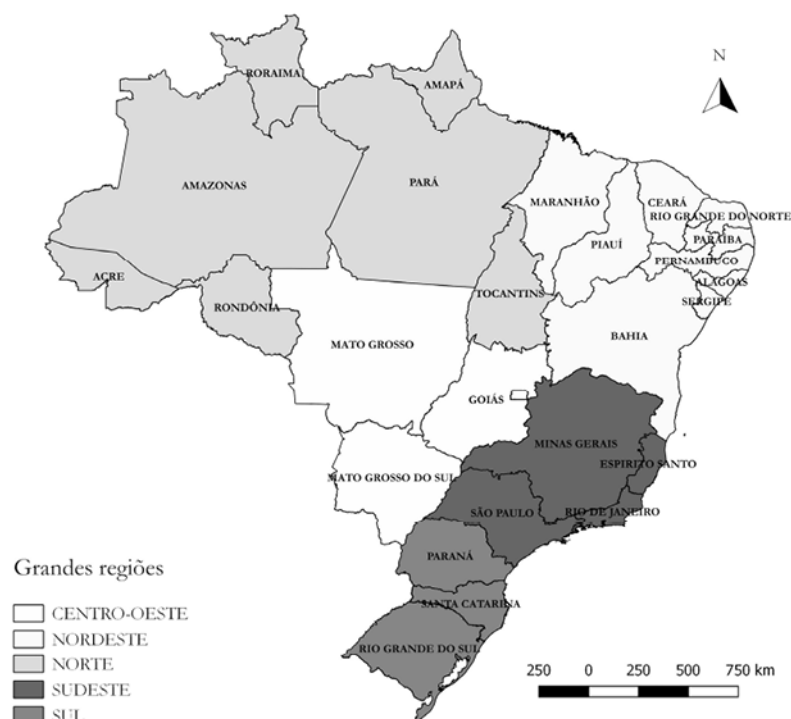 N
RORAIMA
AMAPÁ
AMAZONAS
PARÁ
MARANHÃO
CEARÁ
RIO GRANDE DO NORTE
PARAÍBA
PIAUÍ
PERNAMBUCO
ACRE
ALAGOAS
TOCANTINS
SERGIPE
RONDÔNIA
BAHIA
MATO GROSSO
GOIÁS
MINAS GERAIS
ESPIRITO SANTO
MATO GROSSO DO SUL
SÃO PAULO
RIO DE JANEIRO
PARANÁ
SANTA CATARINA
RIO GRANDE DO SUL
Grandes regiões
CENTRO-OESTE
NORDESTE
NORTE
SUDESTE
SUL
250 0 250 500 750 km